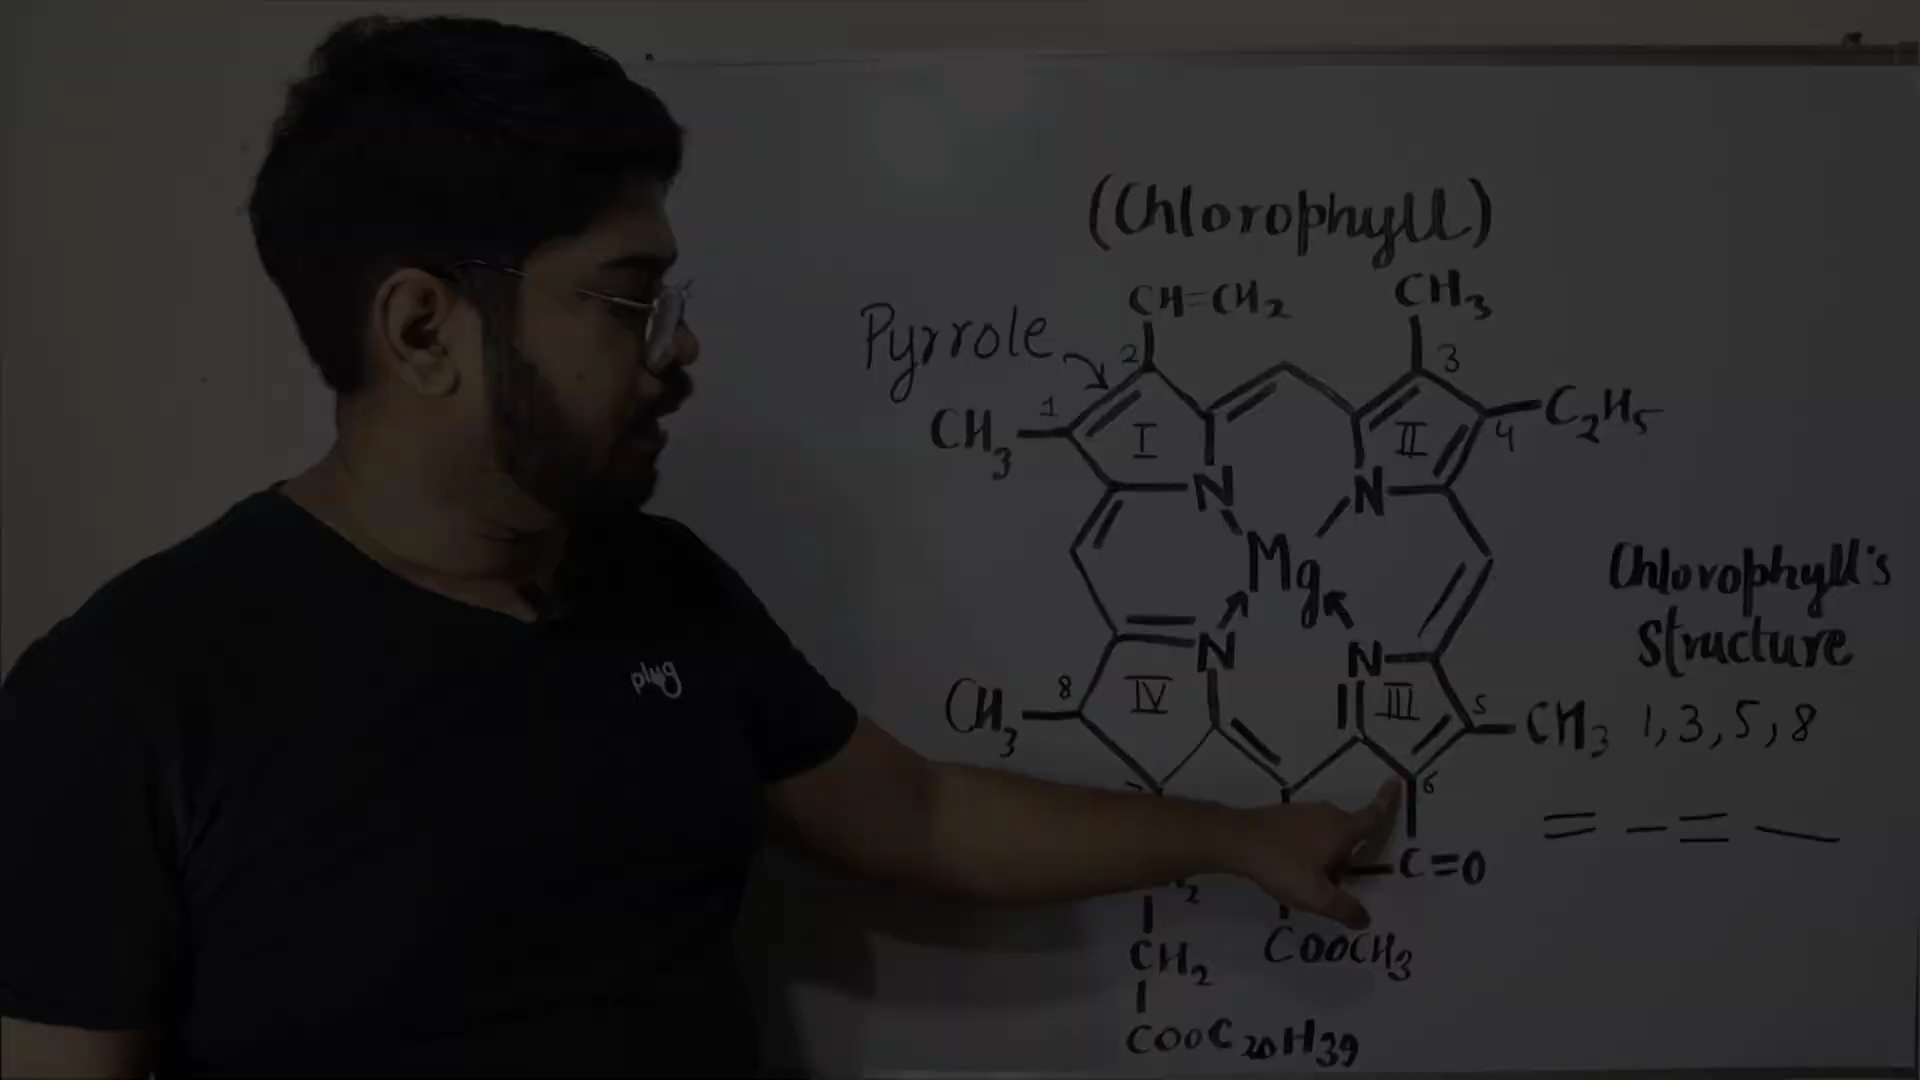 (Chlorophyll)
CH=CH2
CH3
Pyrrole
2
3
1
C2H5
CH3
I
II
4
N
N
Mg
Chlorophyll's
structure
N
N
8
IV
III
5
CH3
CH3
1,3,5,8
6
C=O
2
COOCH3
CH2
COOC20H39
plug